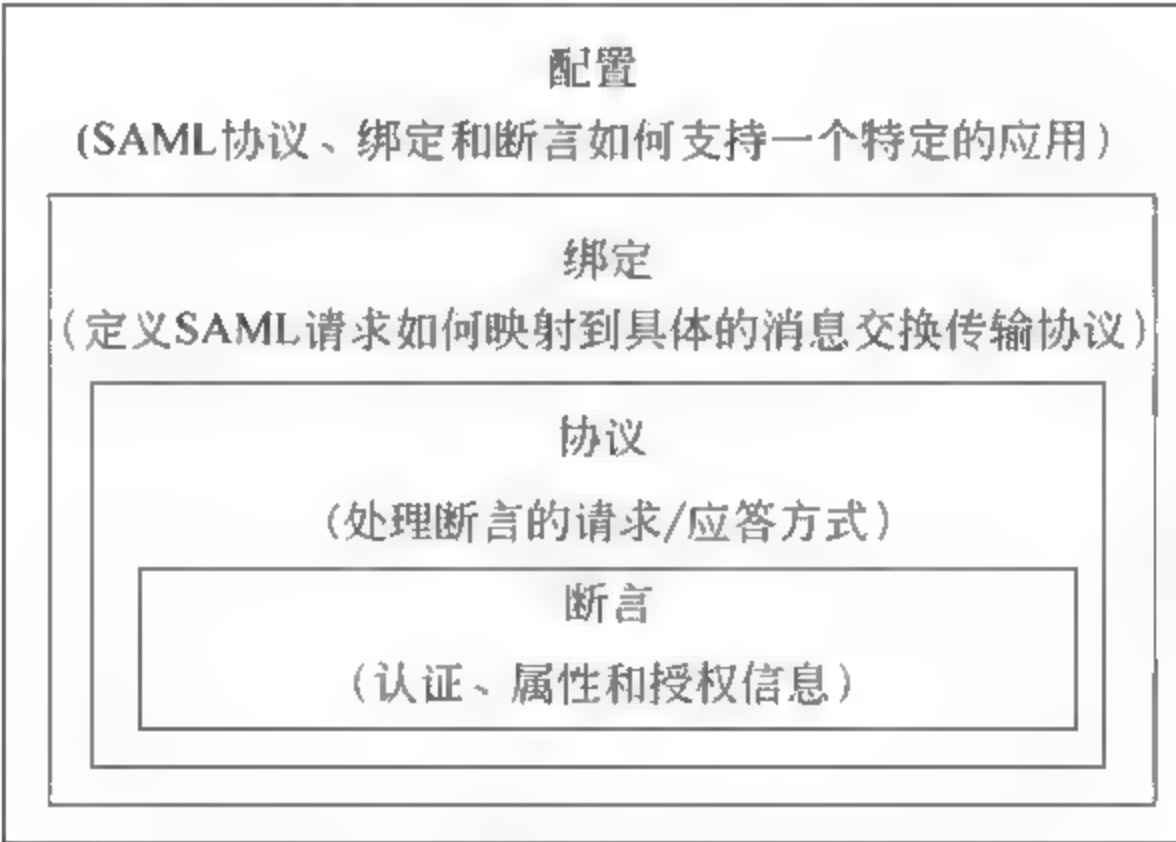 配置
(SAML协议、绑定和断言如何支持一个特定的应用)
绑定
(定义SAML请求如何映射到具体的消息交换传输协议)
协议
(处理断言的请求/应答方式)
断言
(认证、属性和授权信息)